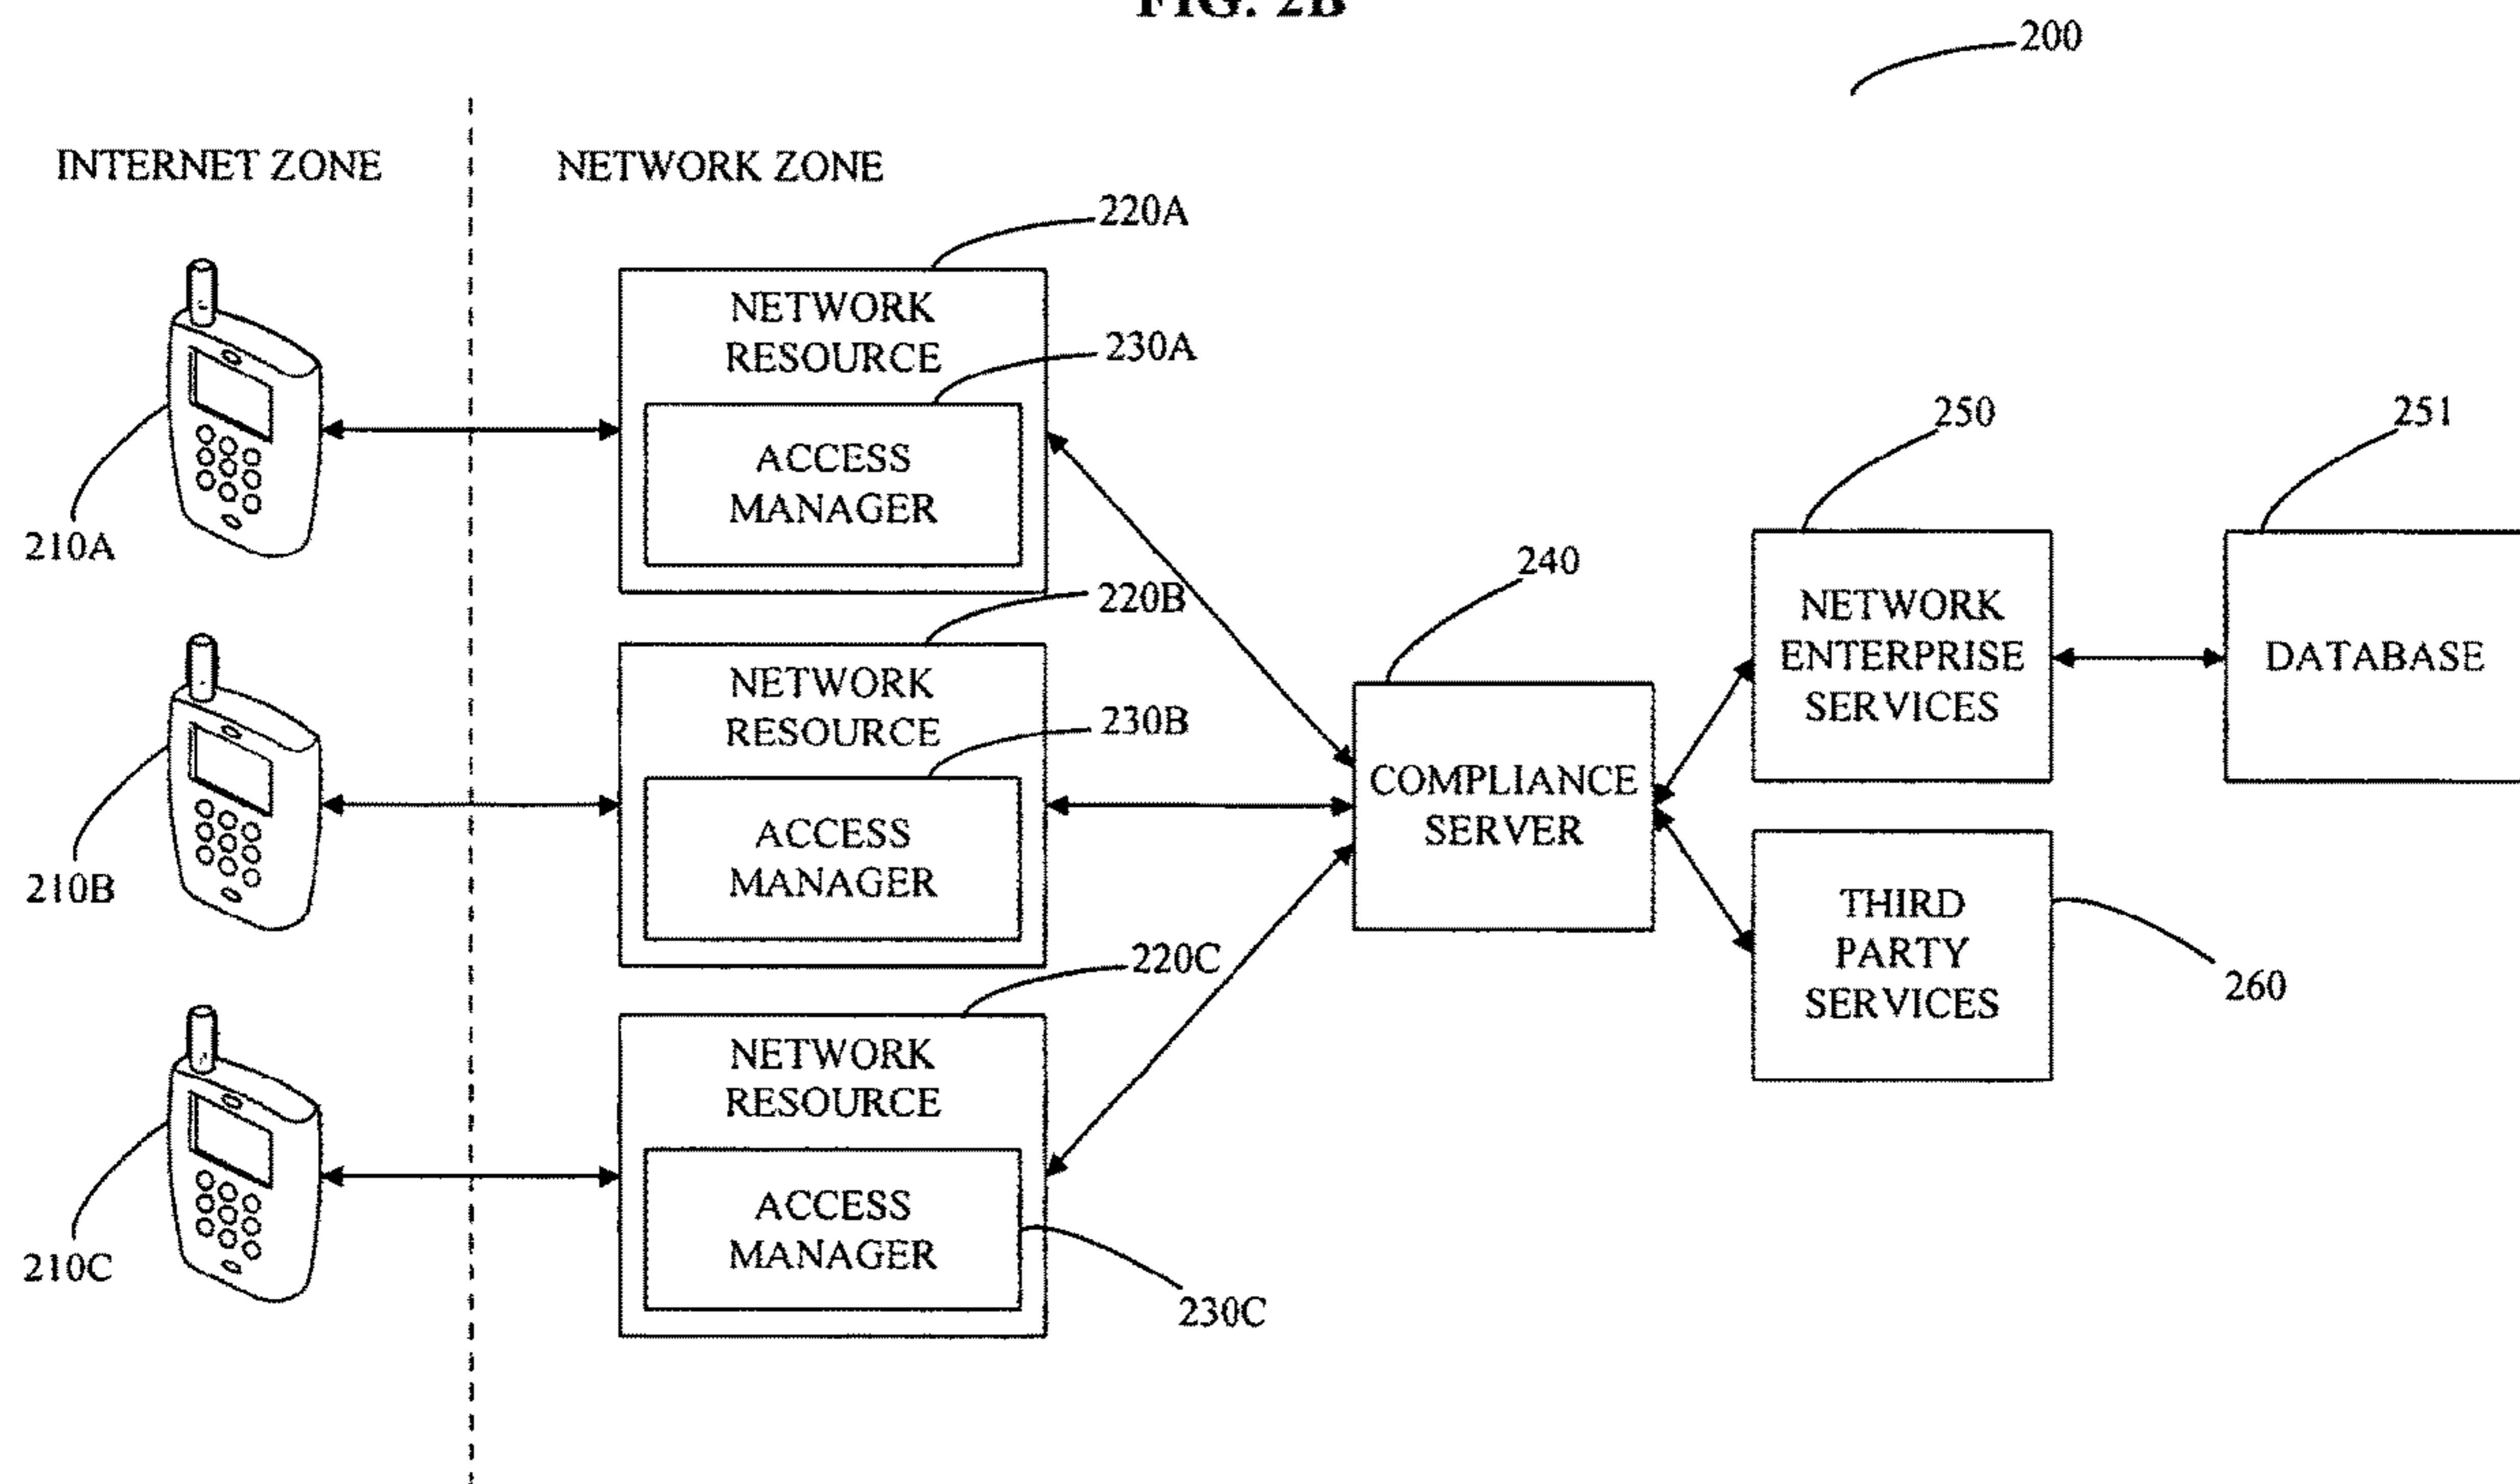 FIG. 2B
200
INTERNET ZONE
NETWORK ZONE
220A
NETWORK
RESOURCE
230A
ACCESS
MANAGER
210A
220B
NETWORK
RESOURCE
230B
ACCESS
MANAGER
210B
220C
NETWORK
RESOURCE
ACCESS
MANAGER
210C
230C
240
COMPLIANCE
SERVER
250
NETWORK
ENTERPRISE
SERVICES
251
DATABASE
THIRD
PARTY
SERVICES
260